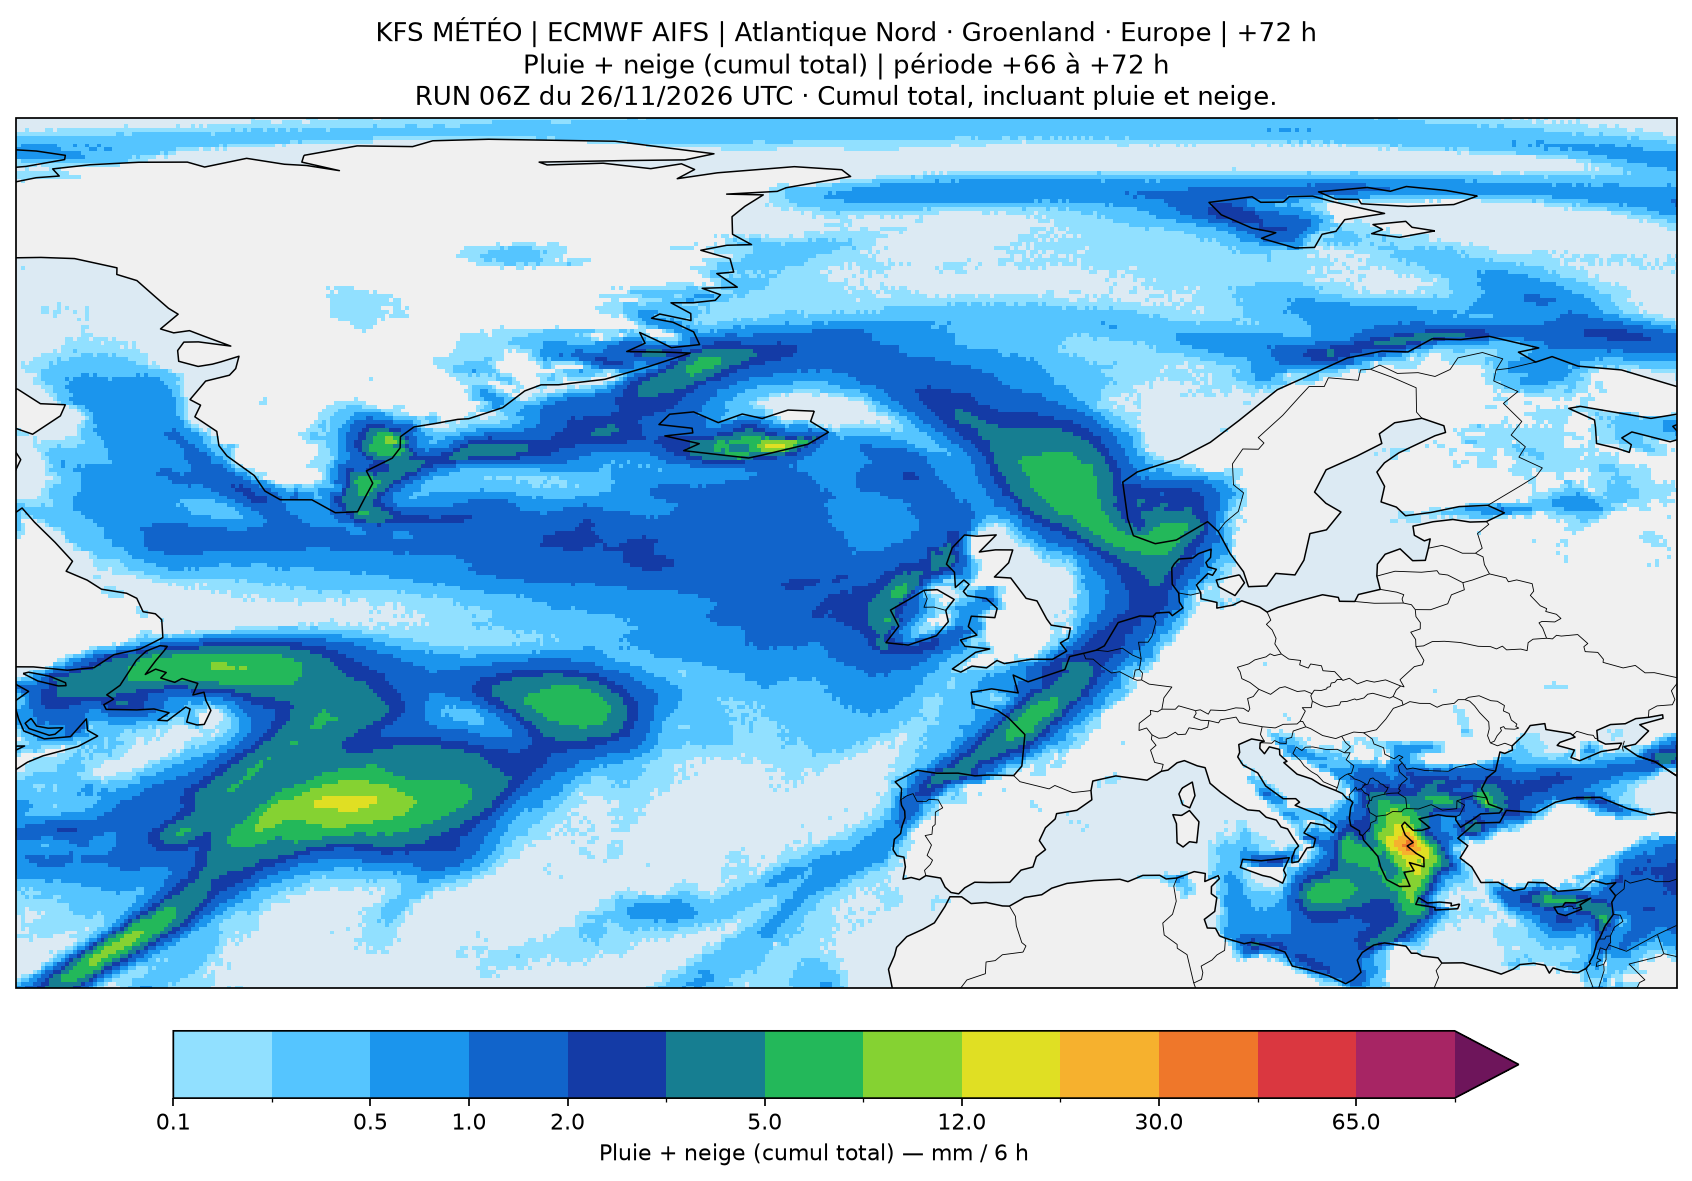 KFS MÉTÉO | ECMWF AIFS | Atlantique Nord · Groenland · Europe | +72 h
Pluie + neige (cumul total) | période +66 à +72 h
RUN 06Z du 26/11/2026 UTC · Cumul total, incluant pluie et neige.
0.1 0.5 1.0 2.0 5.0 12.0 30.0 65.0
Pluie + neige (cumul total) — mm / 6 h